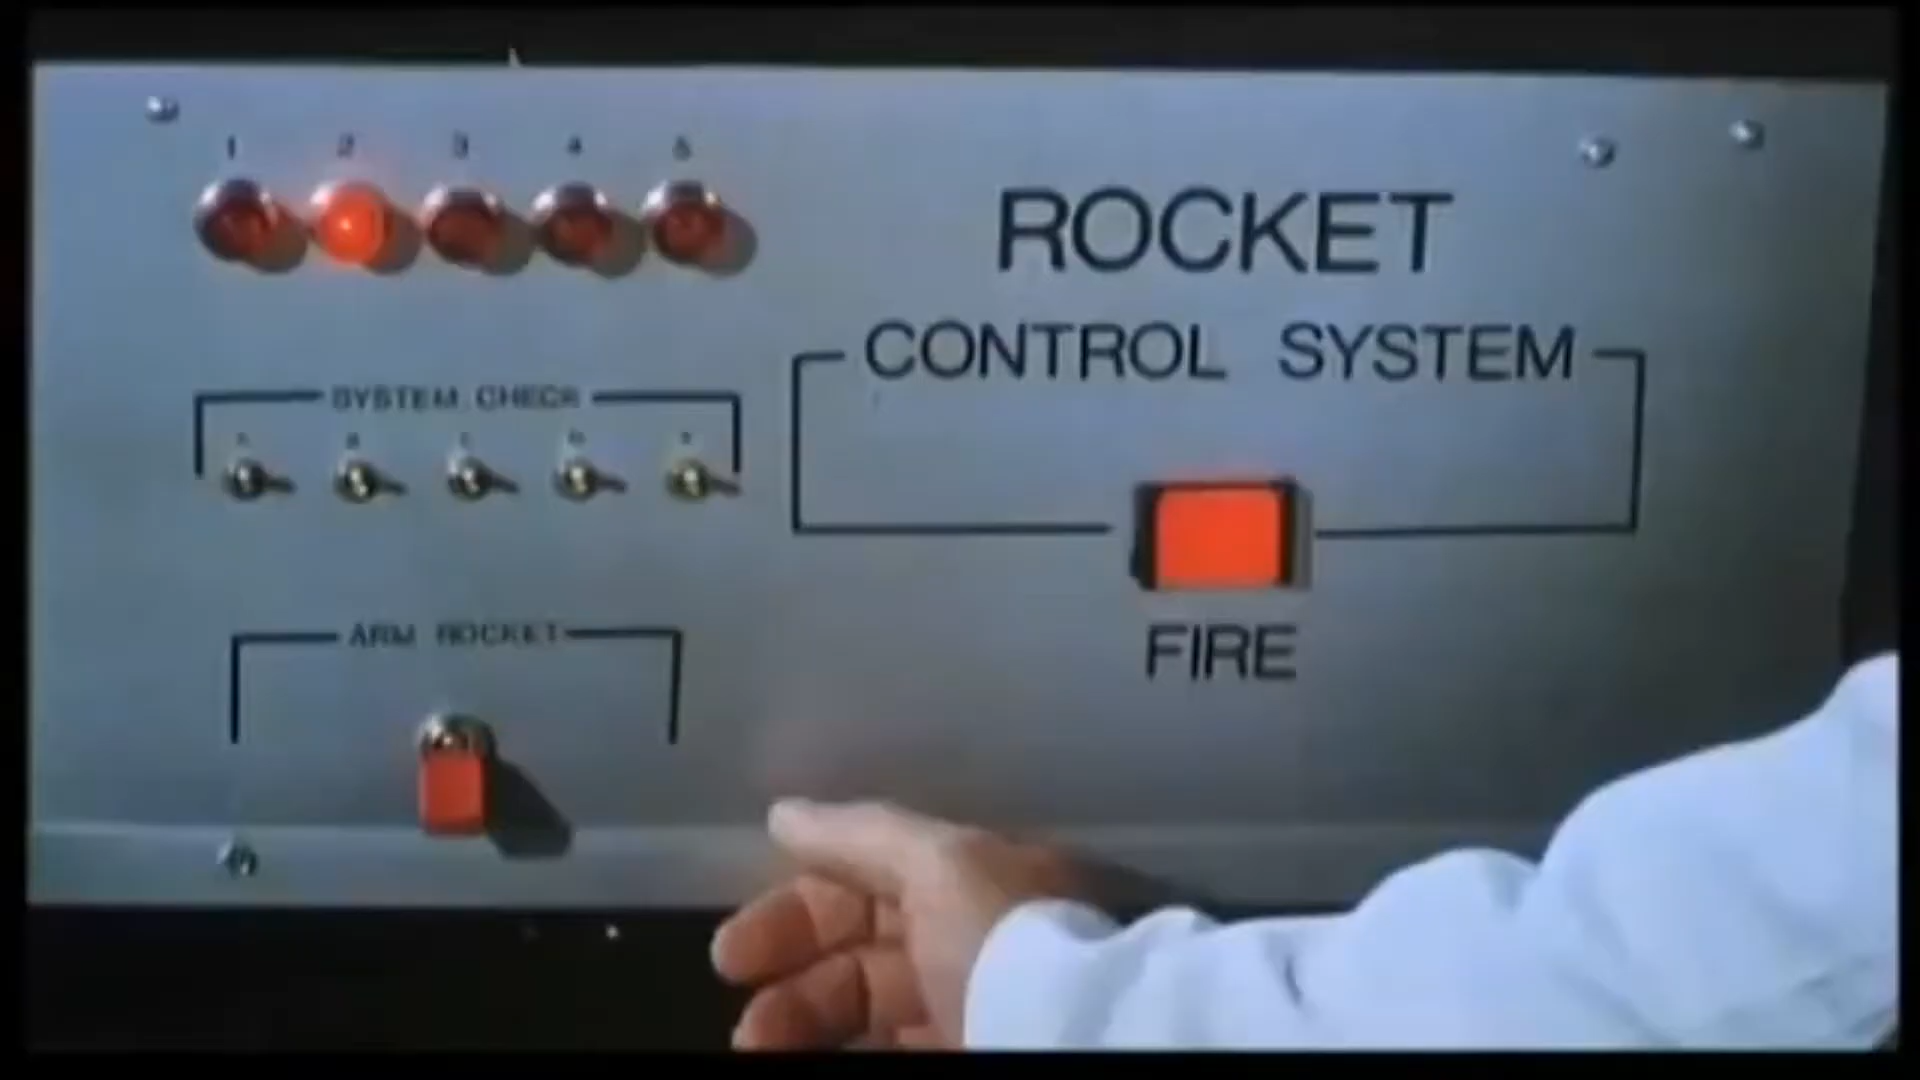 1 2 3 4 5
ROCKET
CONTROL SYSTEM
SYSTEM CHECK
ARM ROCKET
FIRE